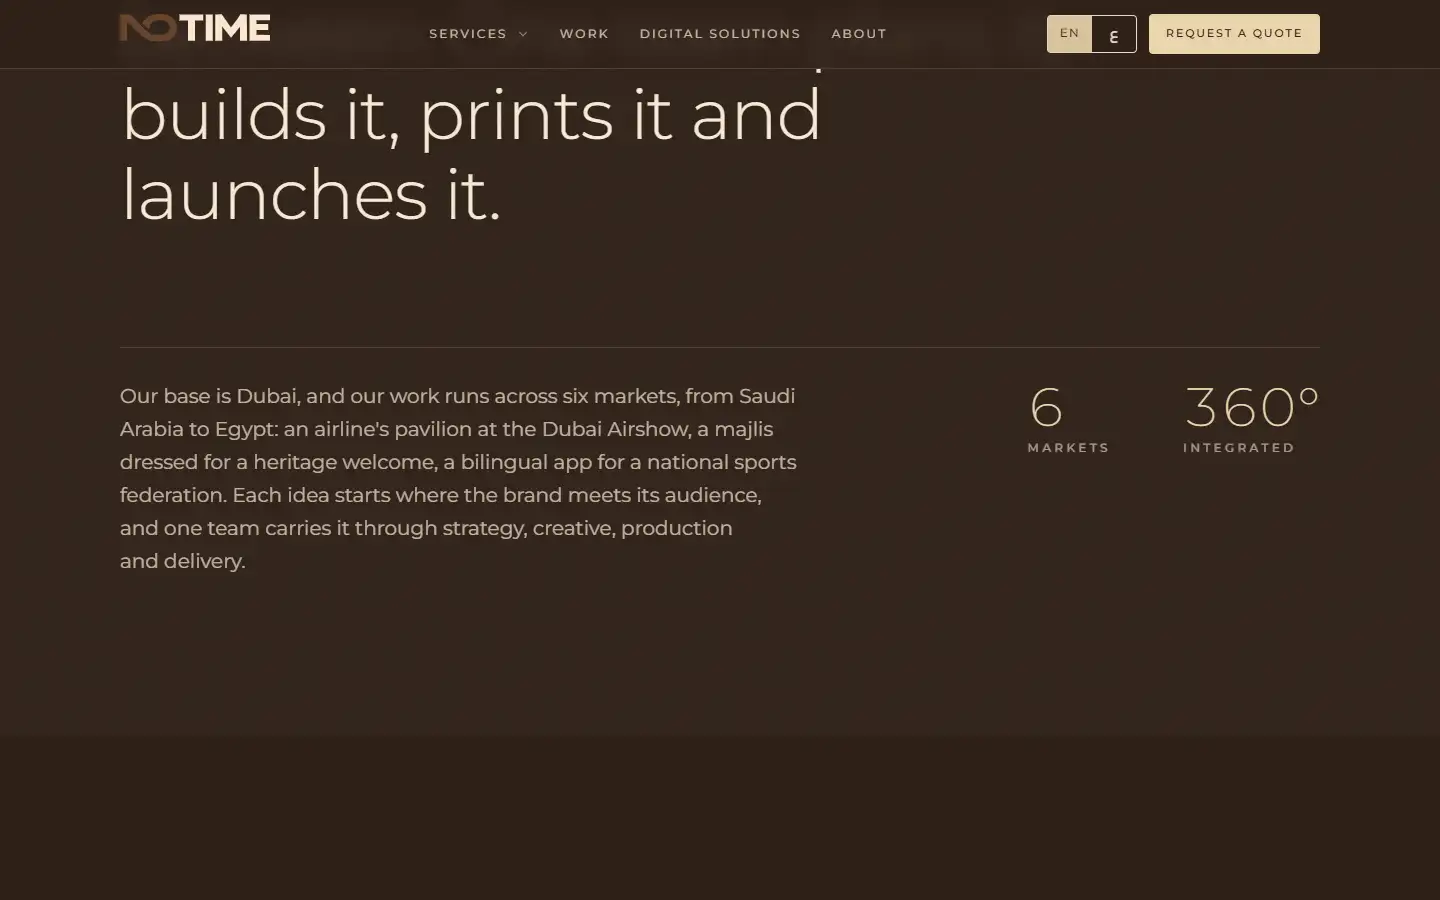 NOTIME
SERVICES
WORK
DIGITAL SOLUTIONS
ABOUT
EN
ع
REQUEST A QUOTE
builds it, prints it and
launches it.
Our base is Dubai, and our work runs across six markets, from Saudi
Arabia to Egypt: an airline's pavilion at the Dubai Airshow, a majlis
dressed for a heritage welcome, a bilingual app for a national sports
federation. Each idea starts where the brand meets its audience,
and one team carries it through strategy, creative, production
and delivery.
6
MARKETS
360°
INTEGRATED